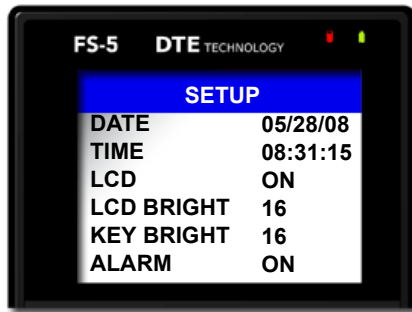 FS-5 DTE TECHNOLOGY
SETUP
DATE 05/28/08
TIME 08:31:15
LCD ON
LCD BRIGHT 16
KEY BRIGHT 16
ALARM ON